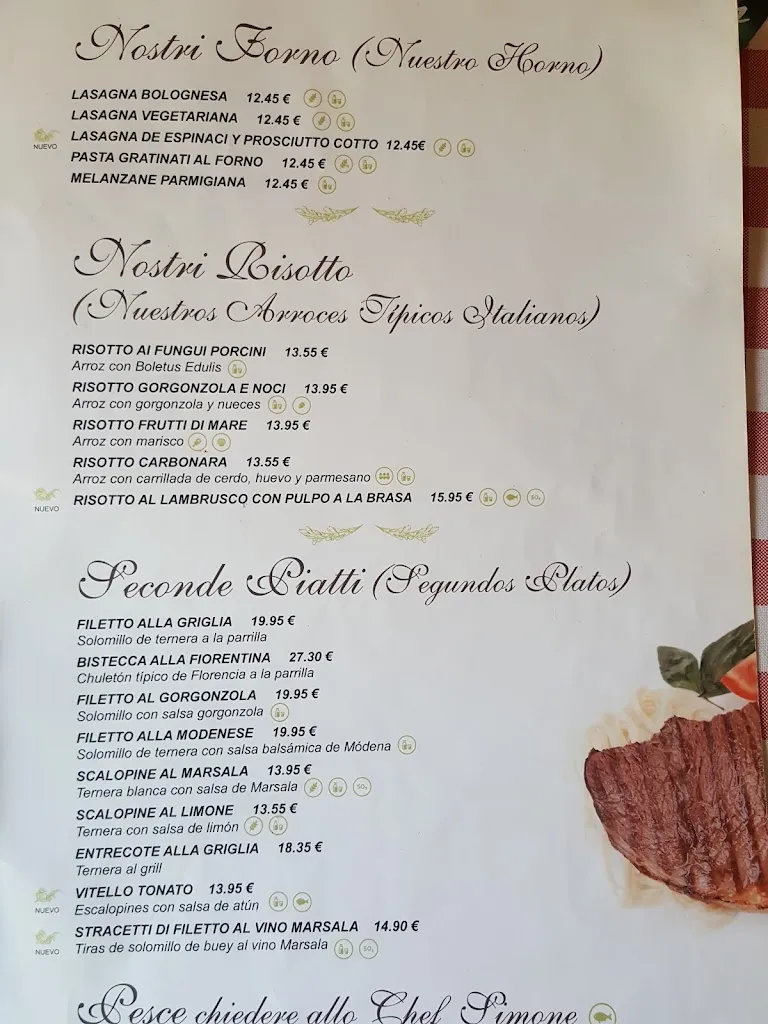 Nostri Forno (Nuestro Horno)
LASAGNA BOLOGNESA 12.45 €
LASAGNA VEGETARIANA 12.45 €
NUEVO LASAGNA DE ESPINACI Y PROSCIUTTO COTTO 12.45€
PASTA GRATINATI AL FORNO 12.45 €
MELANZANE PARMIGIANA 12.45 €
Nostri Risotto
(Nuestros Arroces Típicos Italianos)
RISOTTO AI FUNGUI PORCINI 13.55 €
Arroz con Boletus Edulis
RISOTTO GORGONZOLA E NOCI 13.95 €
Arroz con gorgonzola y nueces
RISOTTO FRUTTI DI MARE 13.95 €
Arroz con marisco
RISOTTO CARBONARA 13.55 €
Arroz con carrillada de cerdo, huevo y parmesano
NUEVO RISOTTO AL LAMBRUSCO CON PULPO A LA BRASA 15.95 € SO₂
Seconde Piatti (Segundos Platos)
FILETTO ALLA GRIGLIA 19.95 €
Solomillo de ternera a la parrilla
BISTECCA ALLA FIORENTINA 27.30 €
Chuletón típico de Florencia a la parrilla
FILETTO AL GORGONZOLA 19.95 €
Solomillo con salsa gorgonzola
FILETTO ALLA MODENESE 19.95 €
Solomillo de ternera con salsa balsámica de Módena
SCALOPINE AL MARSALA 13.95 €
Ternera blanca con salsa de Marsala SO₂
SCALOPINE AL LIMONE 13.55 €
Ternera con salsa de limón
ENTRECOTE ALLA GRIGLIA 18.35 €
Ternera al grill
NUEVO VITELLO TONATO 13.95 €
Escalopines con salsa de atún
NUEVO STRACETTI DI FILETTO AL VINO MARSALA 14.90 €
Tiras de solomillo de buey al vino Marsala SO₂
Pesce chiedere allo Chef Simone